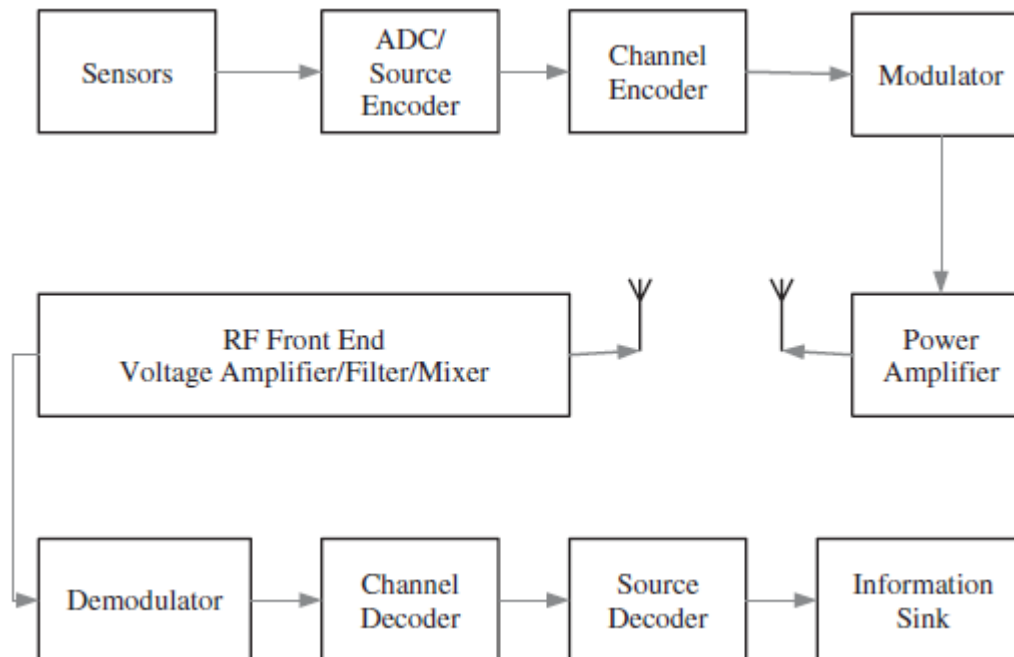 Sensors
ADC/
Source
Encoder
Channel
Encoder
Modulator
RF Front End
Voltage Amplifier/Filter/Mixer
Power
Amplifier
Demodulator
Channel
Decoder
Source
Decoder
Information
Sink